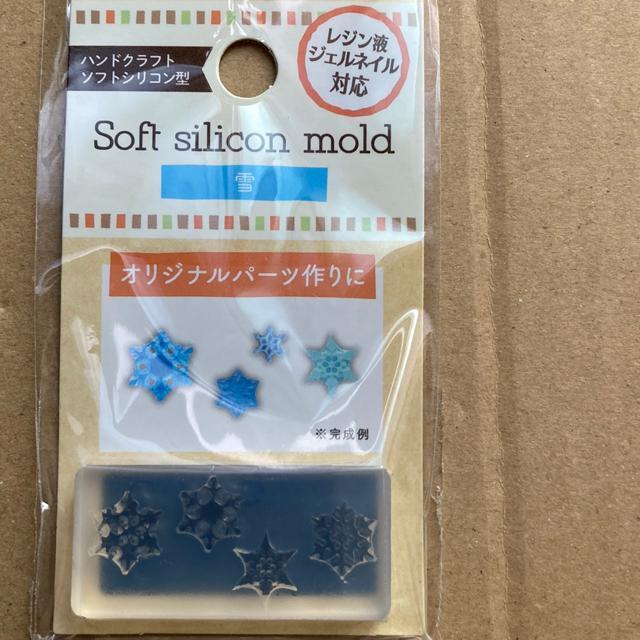 ハンドクラフト
ソフトシリコン型
レジン液
ジェルネイル
対応
Soft silicon mold
雪
オリジナルパーツ作りに
※完成例